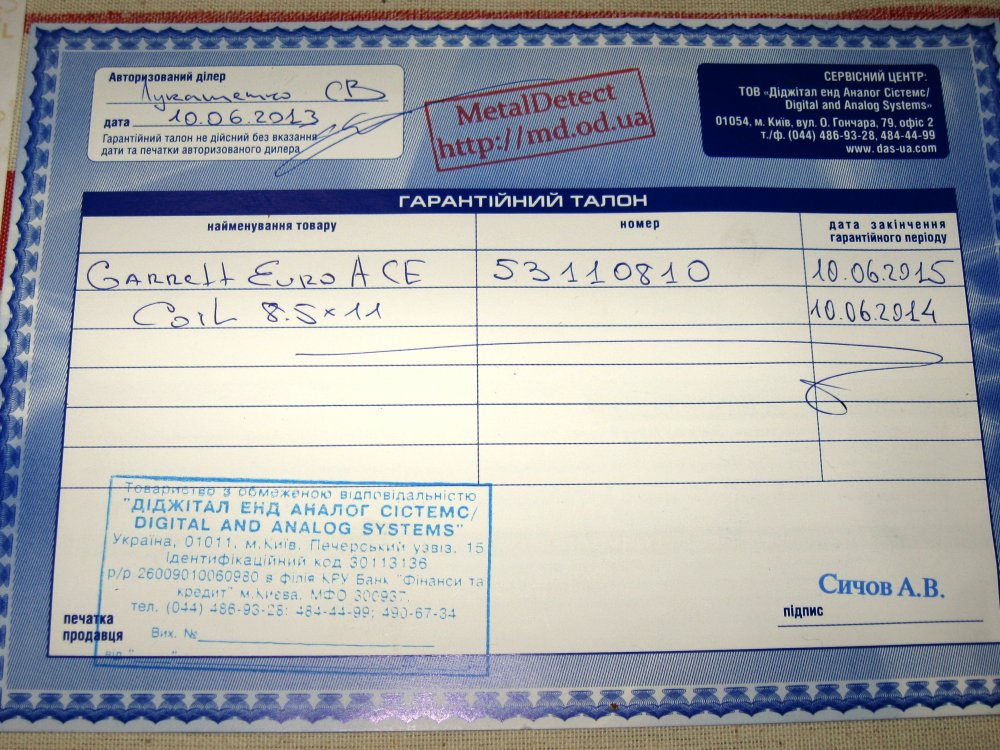 Авторизований ділер
Лукашенко СВ
дата 10.06.2013
Гарантійний талон не дійсний без вказання
дати та печатки авторизованого дилера
MetalDetect
http://md.od.ua
СЕРВІСНИЙ ЦЕНТР:
ТОВ «Діджітал енд Аналог Сістемс/
Digital and Analog Systems»
01054, м. Київ, вул. О. Гончара, 79, офіс 2
т./ф. (044) 486-93-28, 484-44-99
www. das-ua.com
ГАРАНТІЙНИЙ ТАЛОН
найменування товару номер дата закінчення
гарантійного періоду
Garrett Euro ACE 53110810 10.06.2015
Coil 8.5×11 10.06.2014
Товариство з обмеженою відповідальністю
"ДІДЖІТАЛ ЕНД АНАЛОГ СІСТЕМС/
DIGITAL AND ANALOG SYSTEMS"
Україна, 01011, м.Київ, Печерський узвіз, 15
Ідентифікаційний код 30113136
р/р 26009010060980 в філія КРУ Банк "Фінанси та
кредит" м.Києва, МФО 300937,
тел. (044) 486-93-28; 484-44-99; 490-67-34
Вих. №
від " "
печатка
продавця
Сичов А.В.
підпис